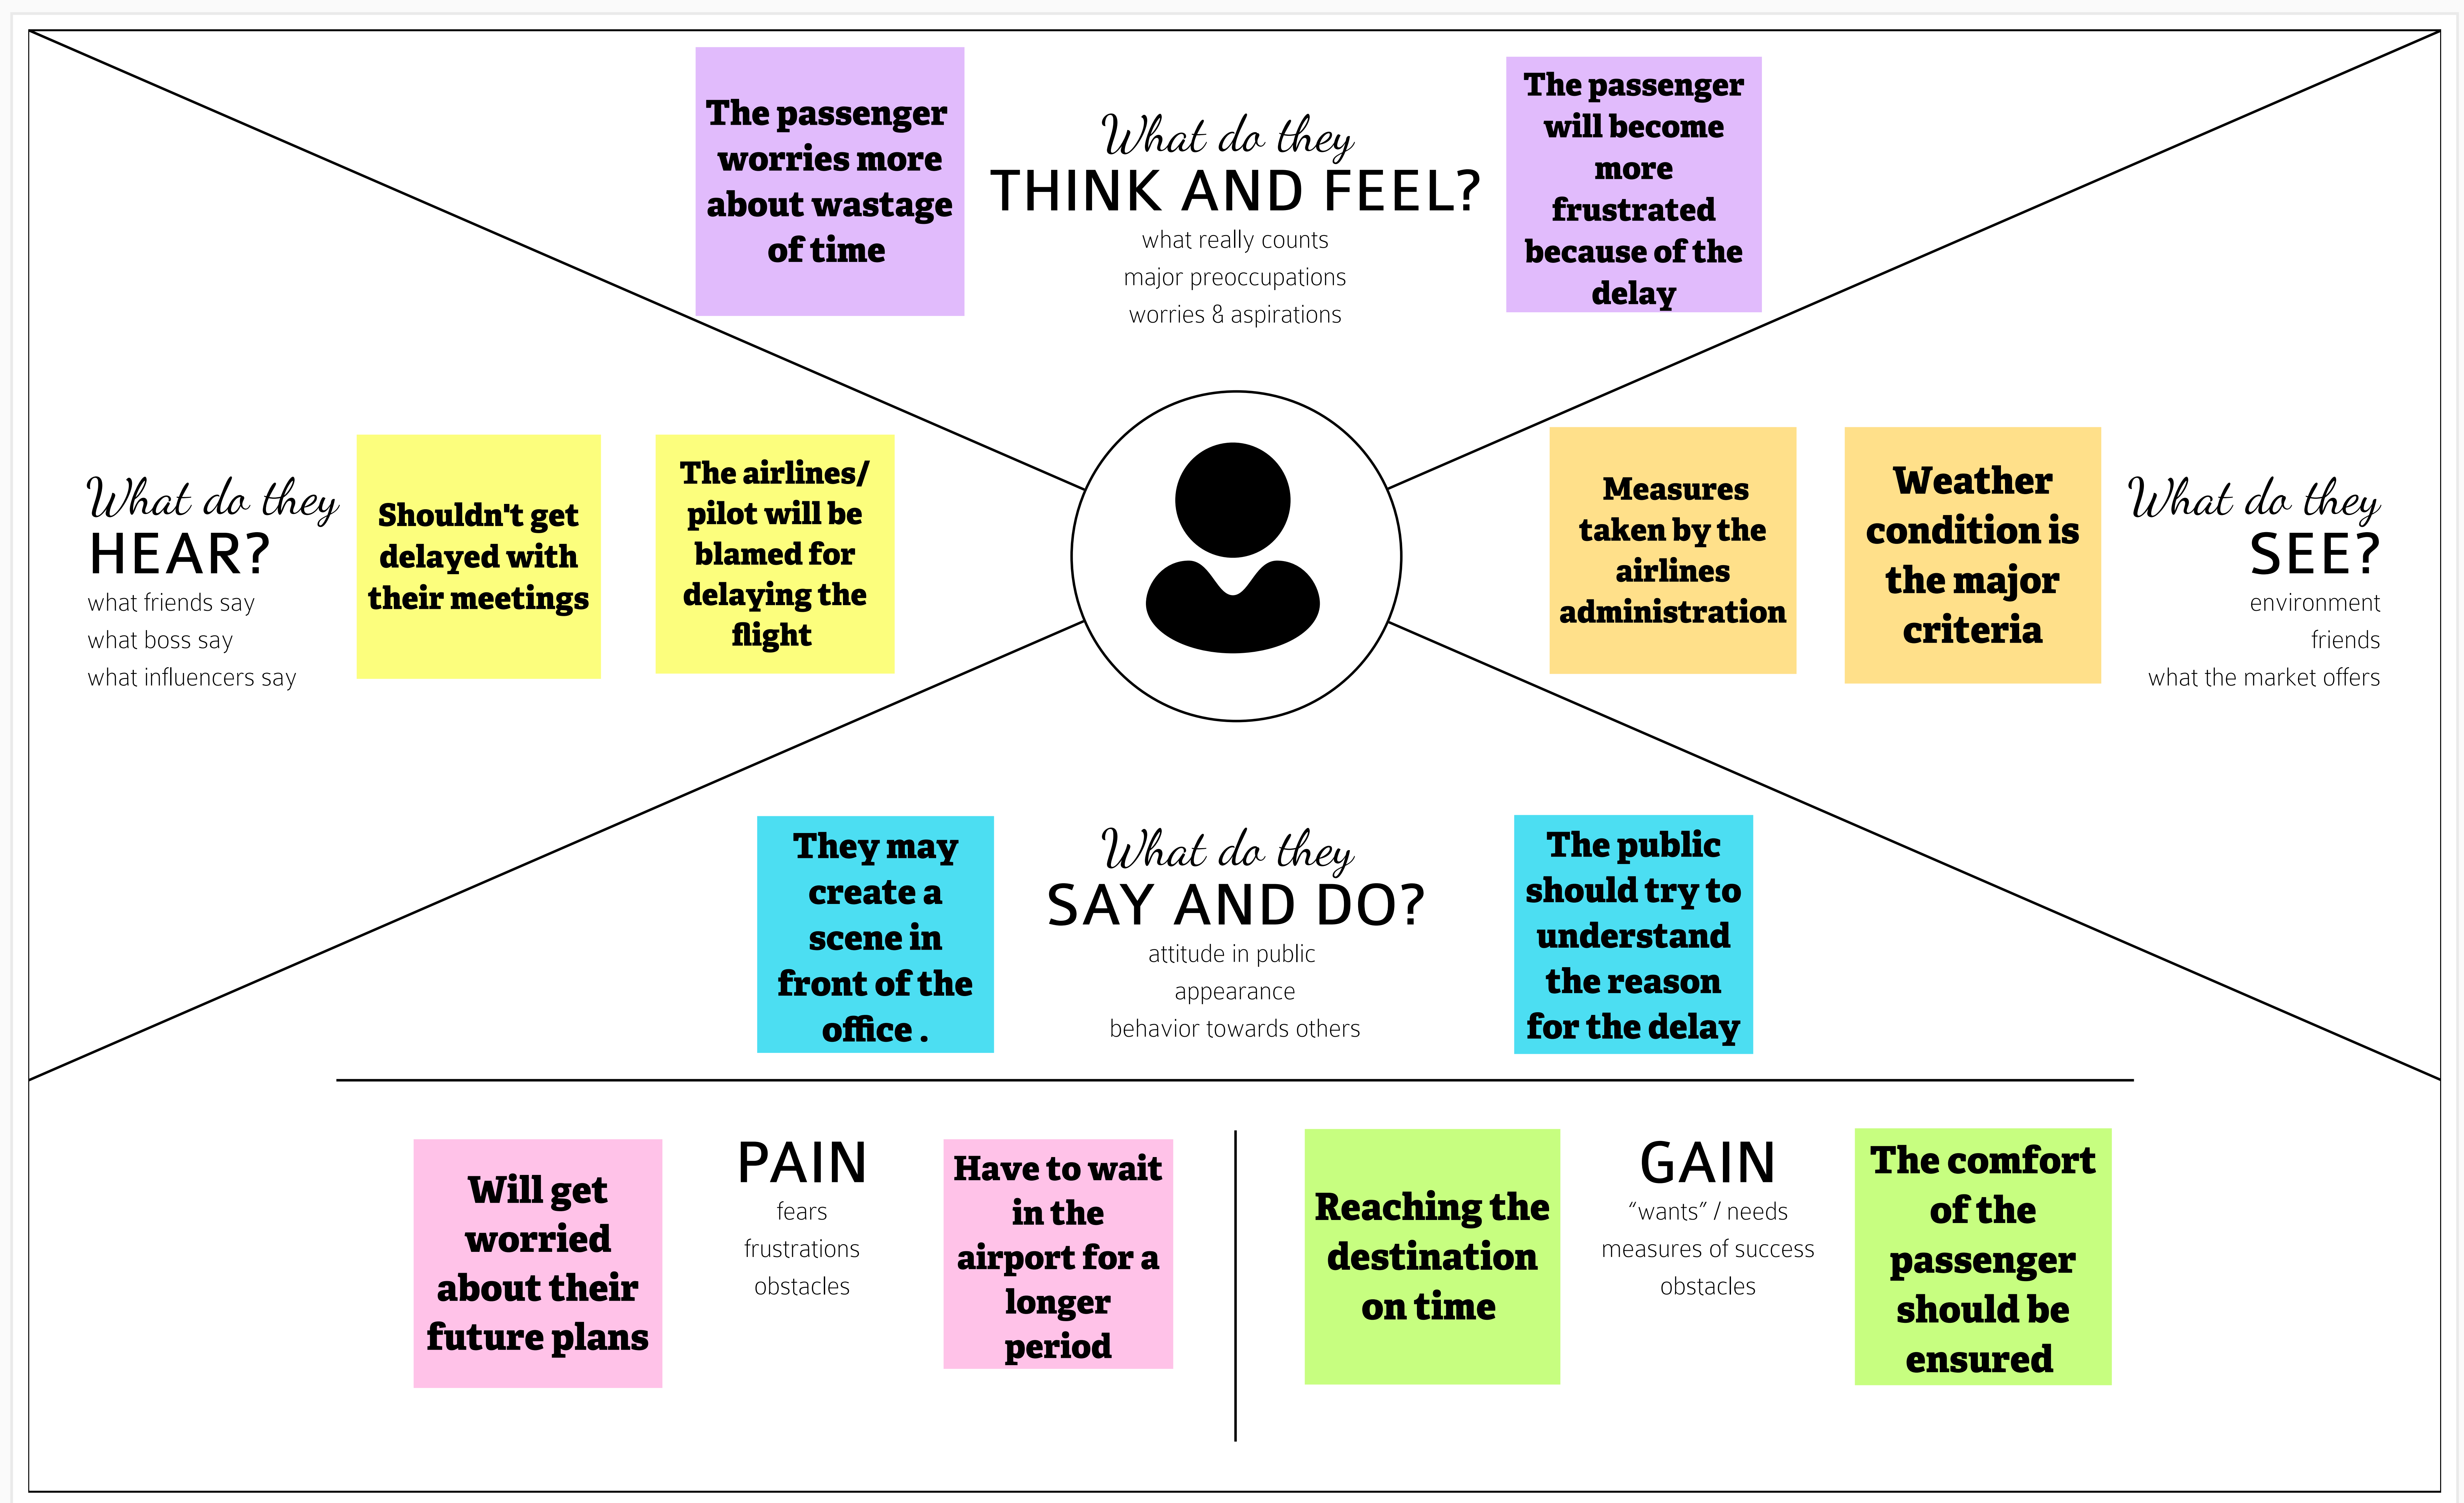 The passenger
worries more
about wastage
of time
What do they
THINK AND FEEL?
what really counts
major preoccupations
worries & aspirations
The passenger
will become
more
frustrated
because of the
delay
What do they
HEAR?
what friends say
what boss say
what influencers say
Shouldn't get
delayed with
their meetings
The airlines/
pilot will be
blamed for
delaying the
flight
Measures
taken by the
airlines
administration
Weather
condition is
the major
criteria
What do they
SEE?
environment
friends
what the market offers
They may
create a
scene in
front of the
office .
What do they
SAY AND DO?
attitude in public
appearance
behavior towards others
The public
should try to
understand
the reason
for the delay
Will get
worried
about their
future plans
PAIN
fears
frustrations
obstacles
Have to wait
in the
airport for a
longer
period
Reaching the
destination
on time
GAIN
“wants” / needs
measures of success
obstacles
The comfort
of the
passenger
should be
ensured